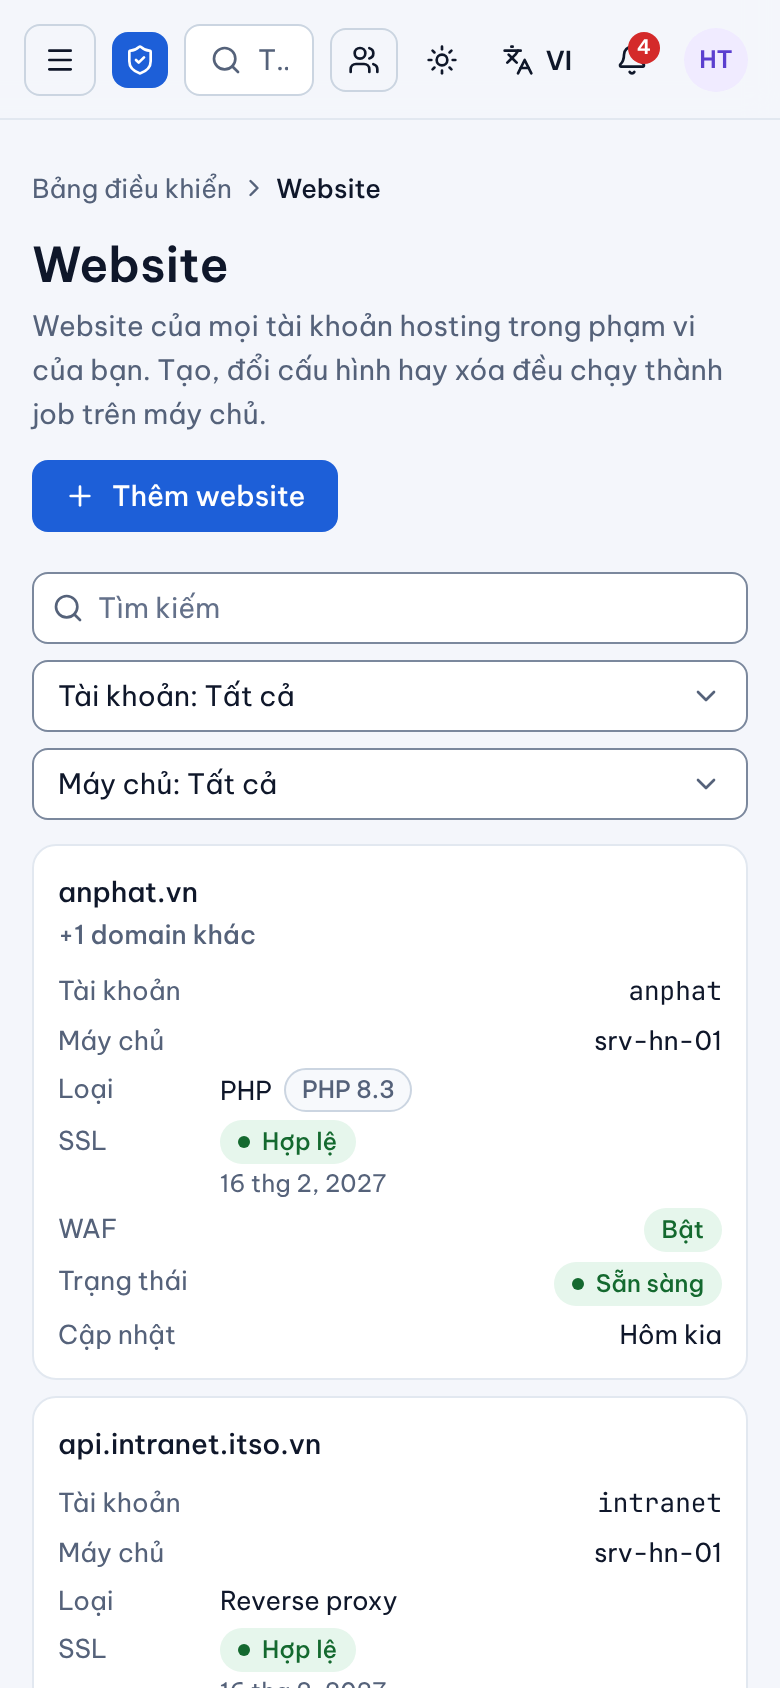 T..
VI
4
HT
Bảng điều khiển > Website
Website
Website của mọi tài khoản hosting trong phạm vi
của bạn. Tạo, đổi cấu hình hay xóa đều chạy thành
job trên máy chủ.
+ Thêm website
Tìm kiếm
Tài khoản: Tất cả
Máy chủ: Tất cả
anphat.vn
+1 domain khác
Tài khoản anphat
Máy chủ srv-hn-01
Loại PHP PHP 8.3
SSL Hợp lệ
16 thg 2, 2027
WAF Bật
Trạng thái Sẵn sàng
Cập nhật Hôm kia
api.intranet.itso.vn
Tài khoản intranet
Máy chủ srv-hn-01
Loại Reverse proxy
SSL Hợp lệ
16 thg 2, 2027